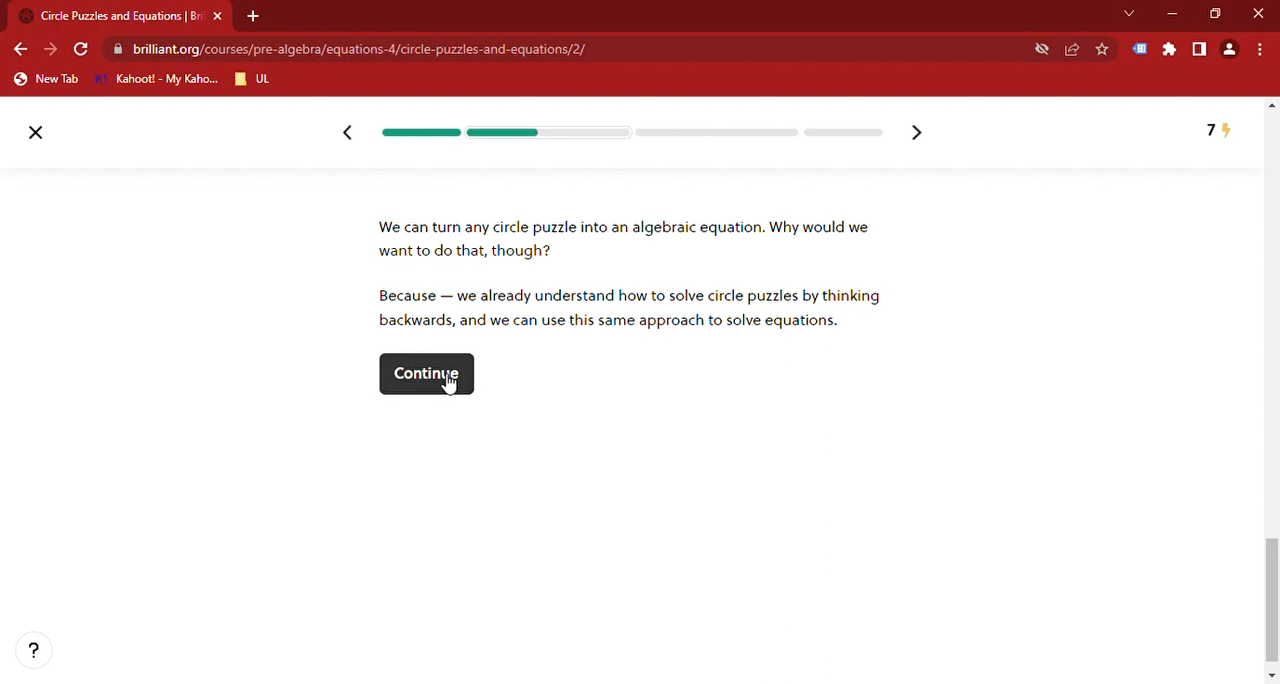 Circle Puzzles and Equations | Bri
brilliant.org/courses/pre-algebra/equations-4/circle-puzzles-and-equations/2/
New Tab
K! Kahoot! - My Kaho...
UL
7
We can turn any circle puzzle into an algebraic equation. Why would we
want to do that, though?
Because — we already understand how to solve circle puzzles by thinking
backwards, and we can use this same approach to solve equations.
Continue
?